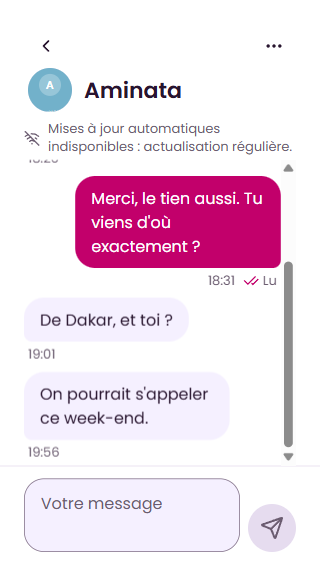 A
Aminata
Mises à jour automatiques
indisponibles : actualisation régulière.
Merci, le tien aussi. Tu
viens d'où
exactement ?
18:31 Lu
De Dakar, et toi ?
19:01
On pourrait s'appeler
ce week-end.
19:56
Votre message